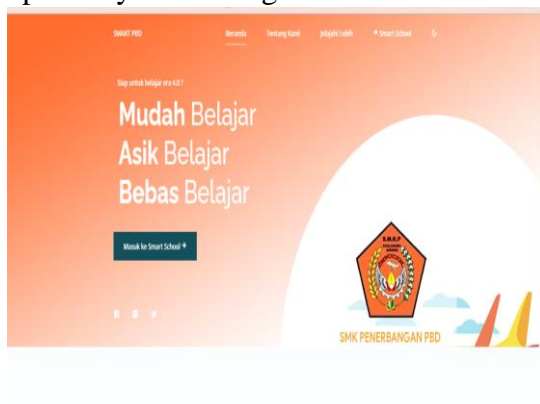 SMART PBD
Beranda
Tentang Kami
Jelajahi Lebih
Smart School
Siap untuk belajar era 4.0 ?
Mudah Belajar
Asik Belajar
Bebas Belajar
Masuk ke Smart School
S.M.K.P
SMK PENERBANGAN PBD